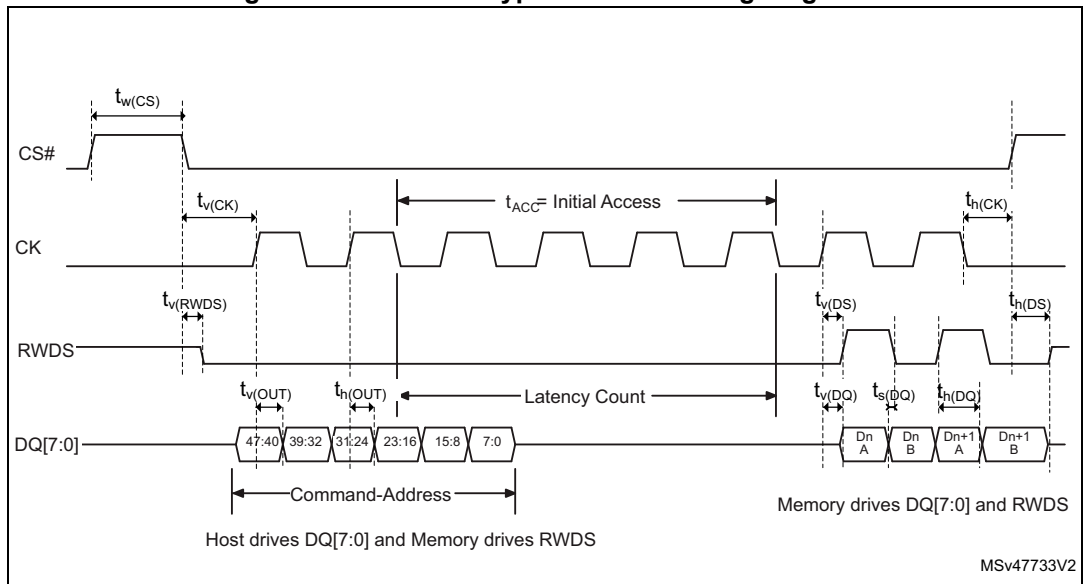 tw(CS)
CS#
tv(CK)
tACC= Initial Access
th(CK)
CK
tv(RWDS)
tv(DS)
th(DS)
RWDS
tv(OUT)
th(OUT)
Latency Count
tv(DQ)
ts(DQ)
th(DQ)
DQ[7:0]
47:40
39:32
31:24
23:16
15:8
7:0
Dn
A
Dn
B
Dn+1
A
Dn+1
B
Command-Address
Memory drives DQ[7:0] and RWDS
Host drives DQ[7:0] and Memory drives RWDS
MSv47733V2